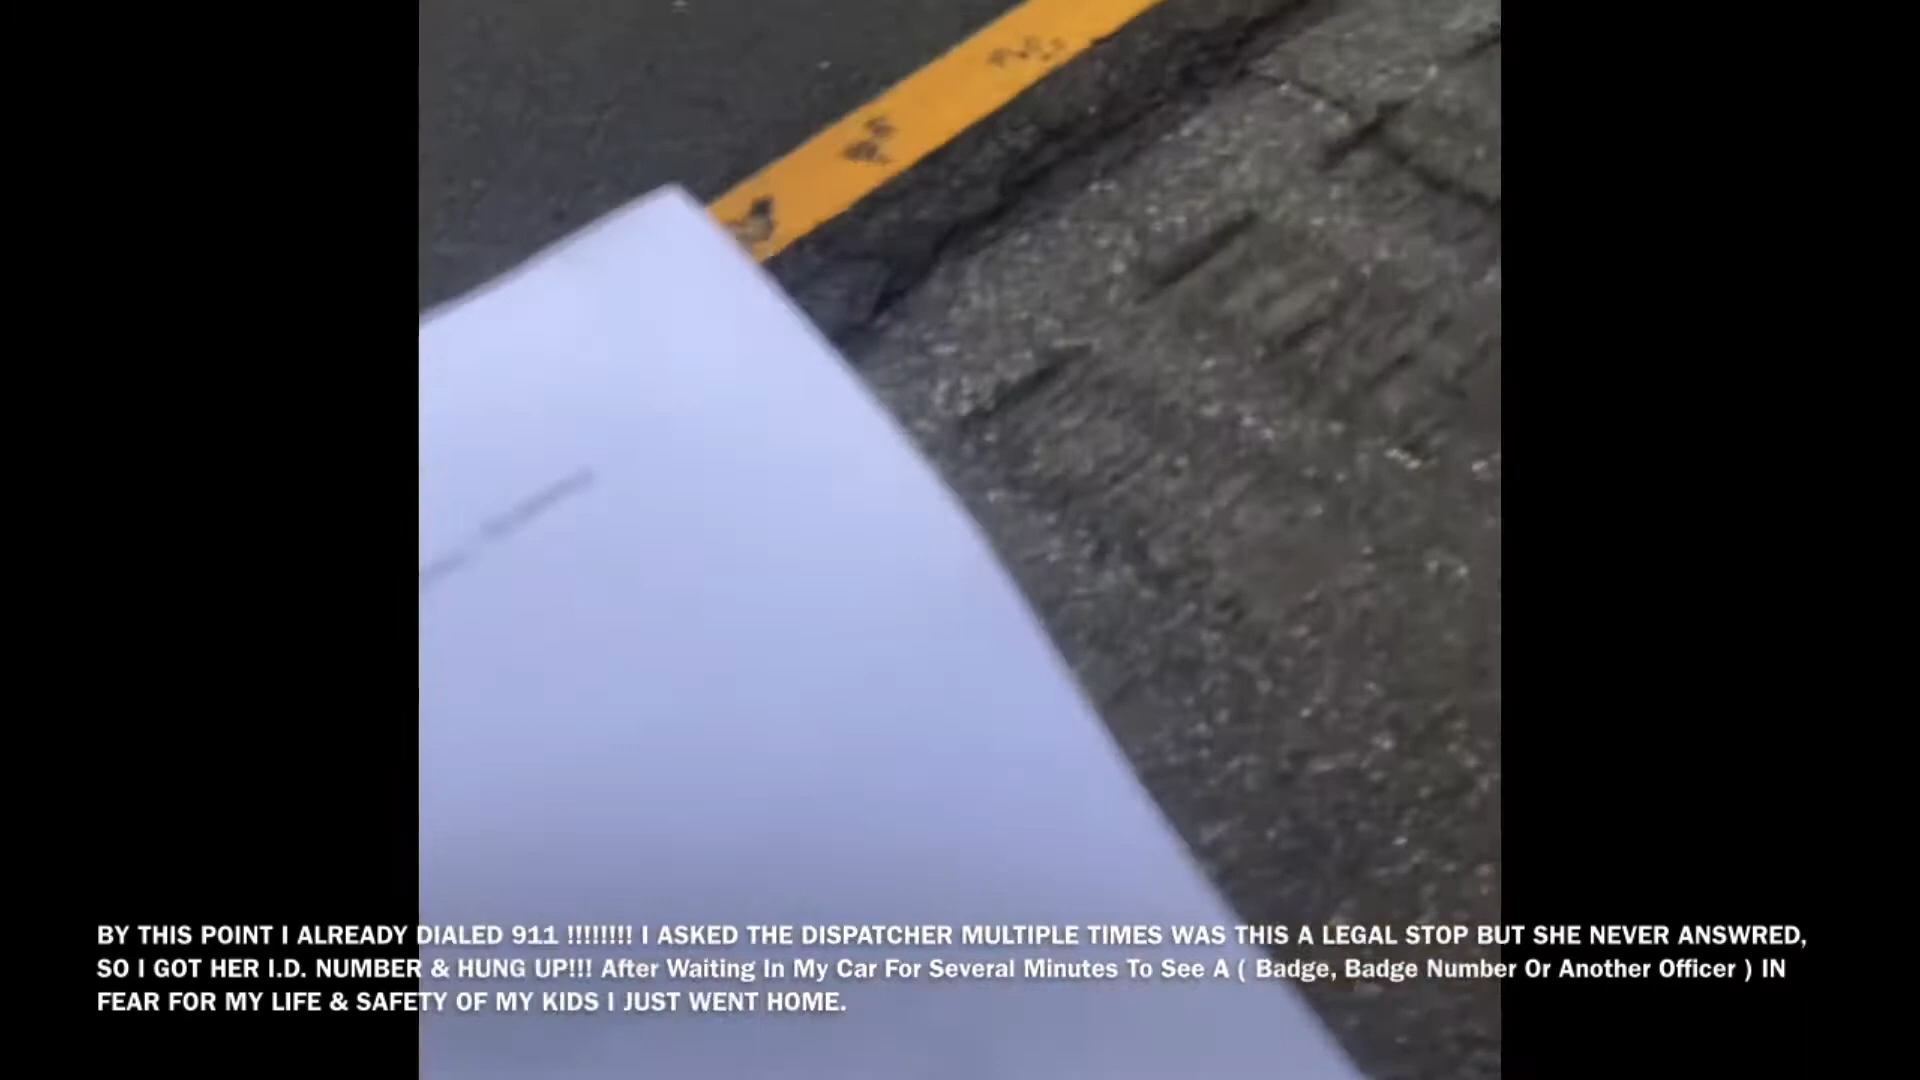 BY THIS POINT I ALREADY DIALED 911 !!!!!!!! I ASKED THE DISPATCHER MULTIPLE TIMES WAS THIS A LEGAL STOP BUT SHE NEVER ANSWRED,
SO I GOT HER I.D. NUMBER & HUNG UP!!! After Waiting In My Car For Several Minutes To See A ( Badge, Badge Number Or Another Officer ) IN
FEAR FOR MY LIFE & SAFETY OF MY KIDS I JUST WENT HOME.